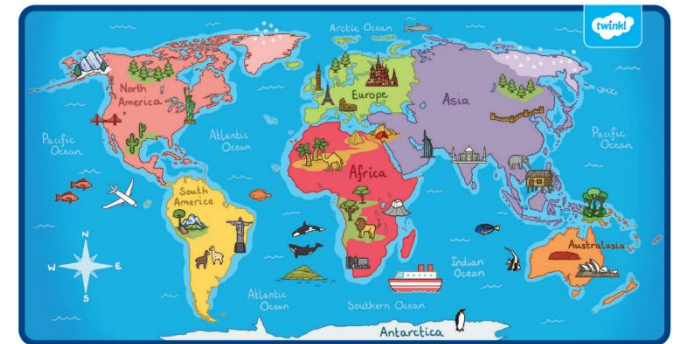 twinkl
Arctic Ocean
North
America
Europe
Asia
Pacific
Ocean
Atlantic
Ocean
Pacific
Ocean
Africa
South
America
N
W E
S
Australasia
Indian
Ocean
Atlantic
Ocean
Southern Ocean
Antarctica